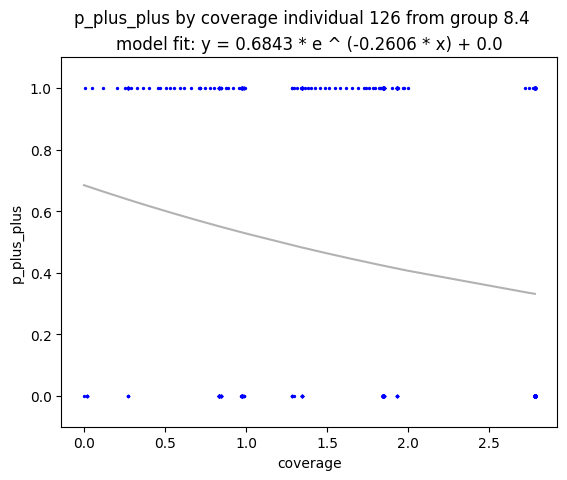 p_plus_plus by coverage individual 126 from group 8.4
model fit: y = 0.6843 * e ^ (-0.2606 * x) + 0.0
1.0
0.8
0.6
0.4
0.2
0.0
p_plus_plus
0.0 0.5 1.0 1.5 2.0 2.5
coverage